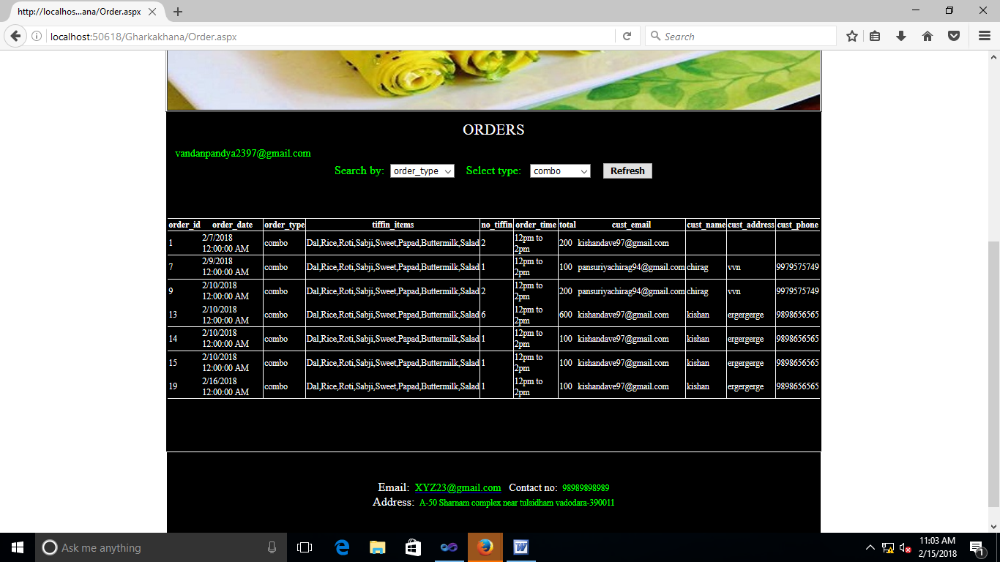 http://localhos...ana/Order.aspx
localhost:50618/Gharkakhana/Order.aspx
Search
ORDERS
vandanpandya2397@gmail.com
Search by: order_type Select type: combo Refresh
order_id order_date order_type tiffin_items no_tiffin order_time total cust_email cust_name cust_address cust_phone
1 2/7/2018 12:00:00 AM combo Dal,Rice,Roti,Sabji,Sweet,Papad,Buttermilk,Salad 2 12pm to 2pm 200 kishandave97@gmail.com
7 2/9/2018 12:00:00 AM combo Dal,Rice,Roti,Sabji,Sweet,Papad,Buttermilk,Salad 1 12pm to 2pm 100 pansuriyachirag94@gmail.com chirag vvn 9979575749
9 2/10/2018 12:00:00 AM combo Dal,Rice,Roti,Sabji,Sweet,Papad,Buttermilk,Salad 2 12pm to 2pm 200 pansuriyachirag94@gmail.com chirag vvn 9979575749
13 2/10/2018 12:00:00 AM combo Dal,Rice,Roti,Sabji,Sweet,Papad,Buttermilk,Salad 6 12pm to 2pm 600 kishandave97@gmail.com kishan ergergerge 9898656565
14 2/10/2018 12:00:00 AM combo Dal,Rice,Roti,Sabji,Sweet,Papad,Buttermilk,Salad 1 12pm to 2pm 100 kishandave97@gmail.com kishan ergergerge 9898656565
15 2/10/2018 12:00:00 AM combo Dal,Rice,Roti,Sabji,Sweet,Papad,Buttermilk,Salad 1 12pm to 2pm 100 kishandave97@gmail.com kishan ergergerge 9898656565
19 2/16/2018 12:00:00 AM combo Dal,Rice,Roti,Sabji,Sweet,Papad,Buttermilk,Salad 1 12pm to 2pm 100 kishandave97@gmail.com kishan ergergerge 9898656565
Email: XYZ23@gmail.com Contact no: 98989898989
Address: A-50 Sharnam complex near tulsidham vadodara-390011
Ask me anything
11:03 AM
2/15/2018
1